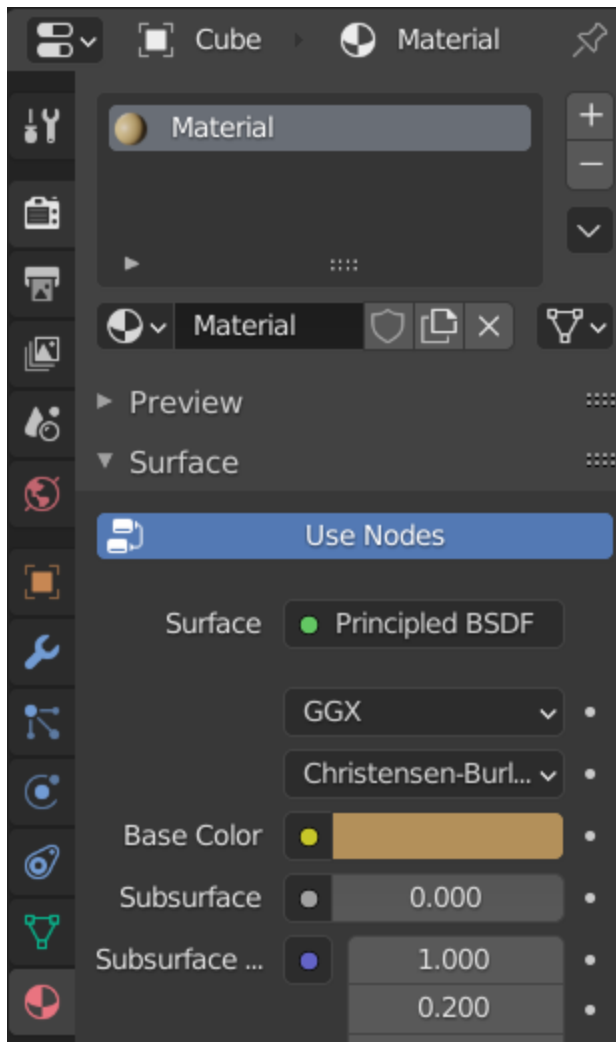 Cube Material
Material
Material
Preview
Surface
Use Nodes
Surface Principled BSDF
GGX
Christensen-Burl...
Base Color
Subsurface 0.000
Subsurface ... 1.000
0.200